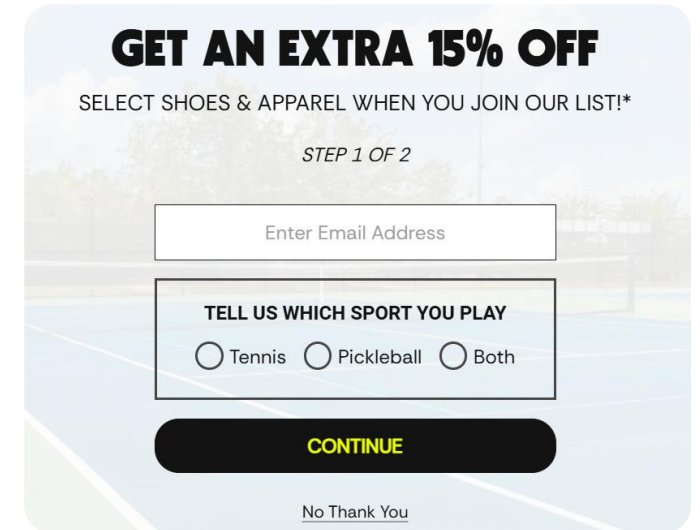 GET AN EXTRA 15% OFF
SELECT SHOES & APPAREL WHEN YOU JOIN OUR LIST!*
STEP 1 OF 2
Enter Email Address
TELL US WHICH SPORT YOU PLAY
Tennis Pickleball Both
CONTINUE
No Thank You